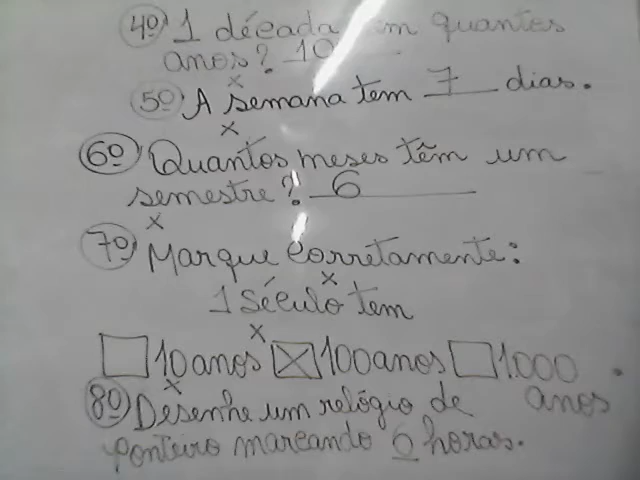 4º 1 década em quantos
anos? 10
5º A semana tem 7 dias.
6º Quantos meses têm um
semestre? 6
7º Marque corretamente:
1 Século tem
10 anos 100 anos 1.000
anos.
8º Desenhe um relógio de
ponteiro marcando 6 horas.